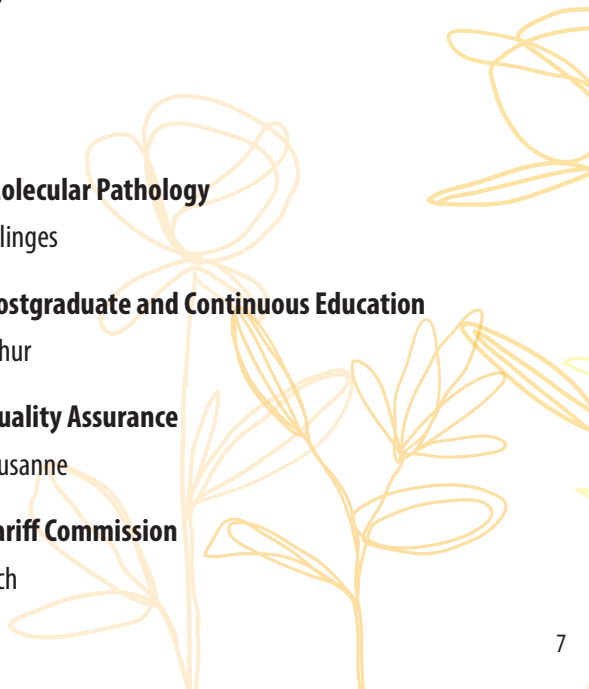 olecular Pathology
linges
ostgraduate and Continuous Education
hur
uality Assurance
usanne
ariff Commission
ch
7